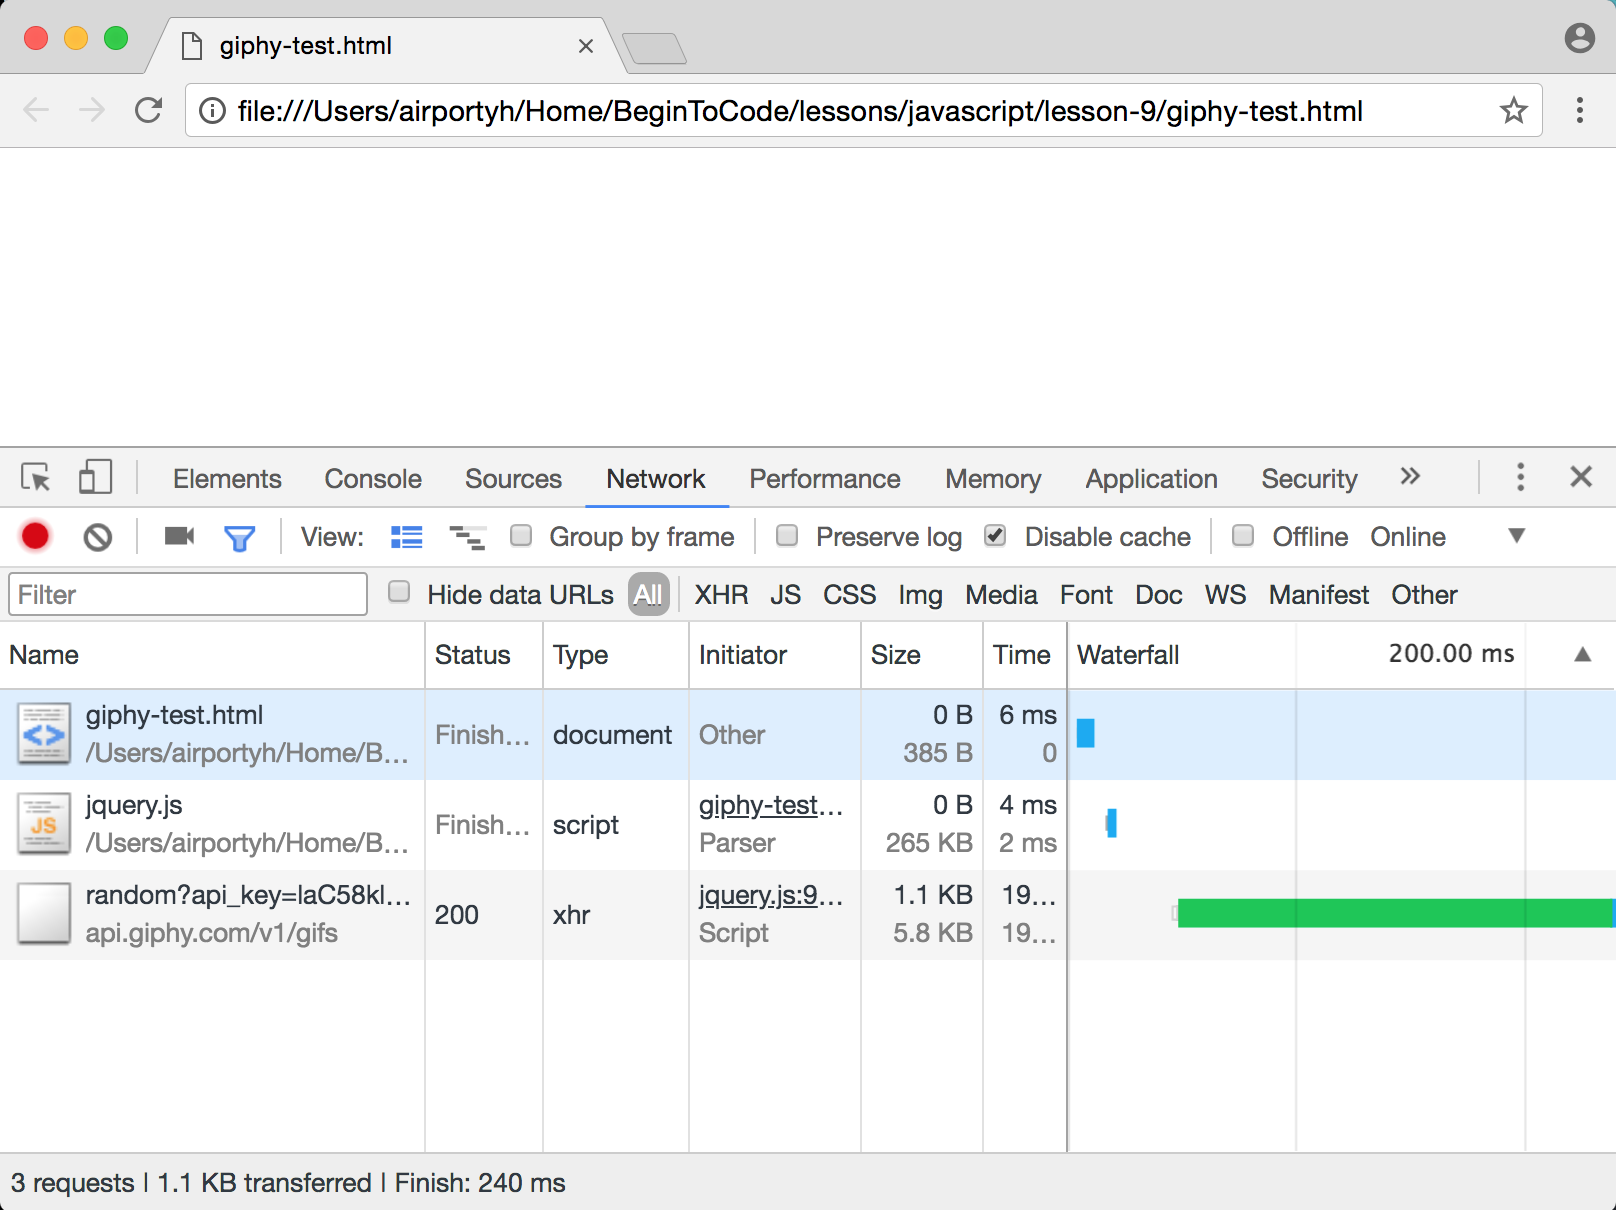 giphy-test.html
file:///Users/airportyh/Home/BeginToCode/lessons/javascript/lesson-9/giphy-test.html
Elements Console Sources Network Performance Memory Application Security
View: Group by frame Preserve log Disable cache Offline Online
Filter Hide data URLs All XHR JS CSS Img Media Font Doc WS Manifest Other
Name Status Type Initiator Size Time Waterfall 200.00 ms
giphy-test.html Finish... document Other 0 B 6 ms
/Users/airportyh/Home/B... 385 B 0
jquery.js Finish... script giphy-test... 0 B 4 ms
/Users/airportyh/Home/B... Parser 265 KB 2 ms
random?api_key=laC58kl... 200 xhr jquery.js:9... 1.1 KB 19...
api.giphy.com/v1/gifs Script 5.8 KB 19...
3 requests | 1.1 KB transferred | Finish: 240 ms